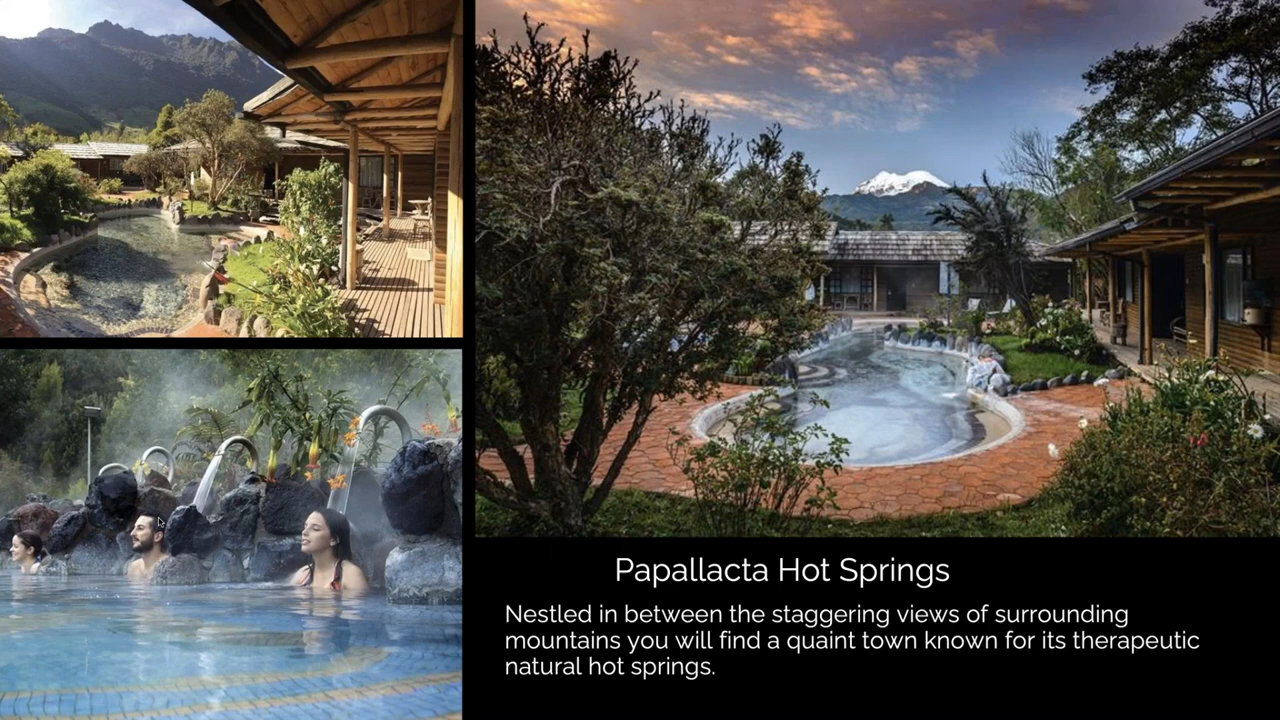 Papallacta Hot Springs
Nestled in between the staggering views of surrounding
mountains you will find a quaint town known for its therapeutic
natural hot springs.